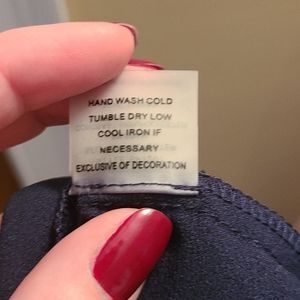 HAND WASH COLD
TUMBLE DRY LOW
COOL IRON IF
NECESSARY
EXCLUSIVE OF DECORATION